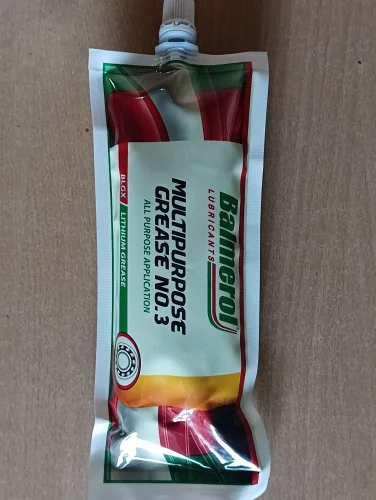 Balmerol
LUBRICANTS
MULTIPURPOSE
GREASE NO.3
ALL PURPOSE APPLICATION
BLGX LITHIUM GREASE